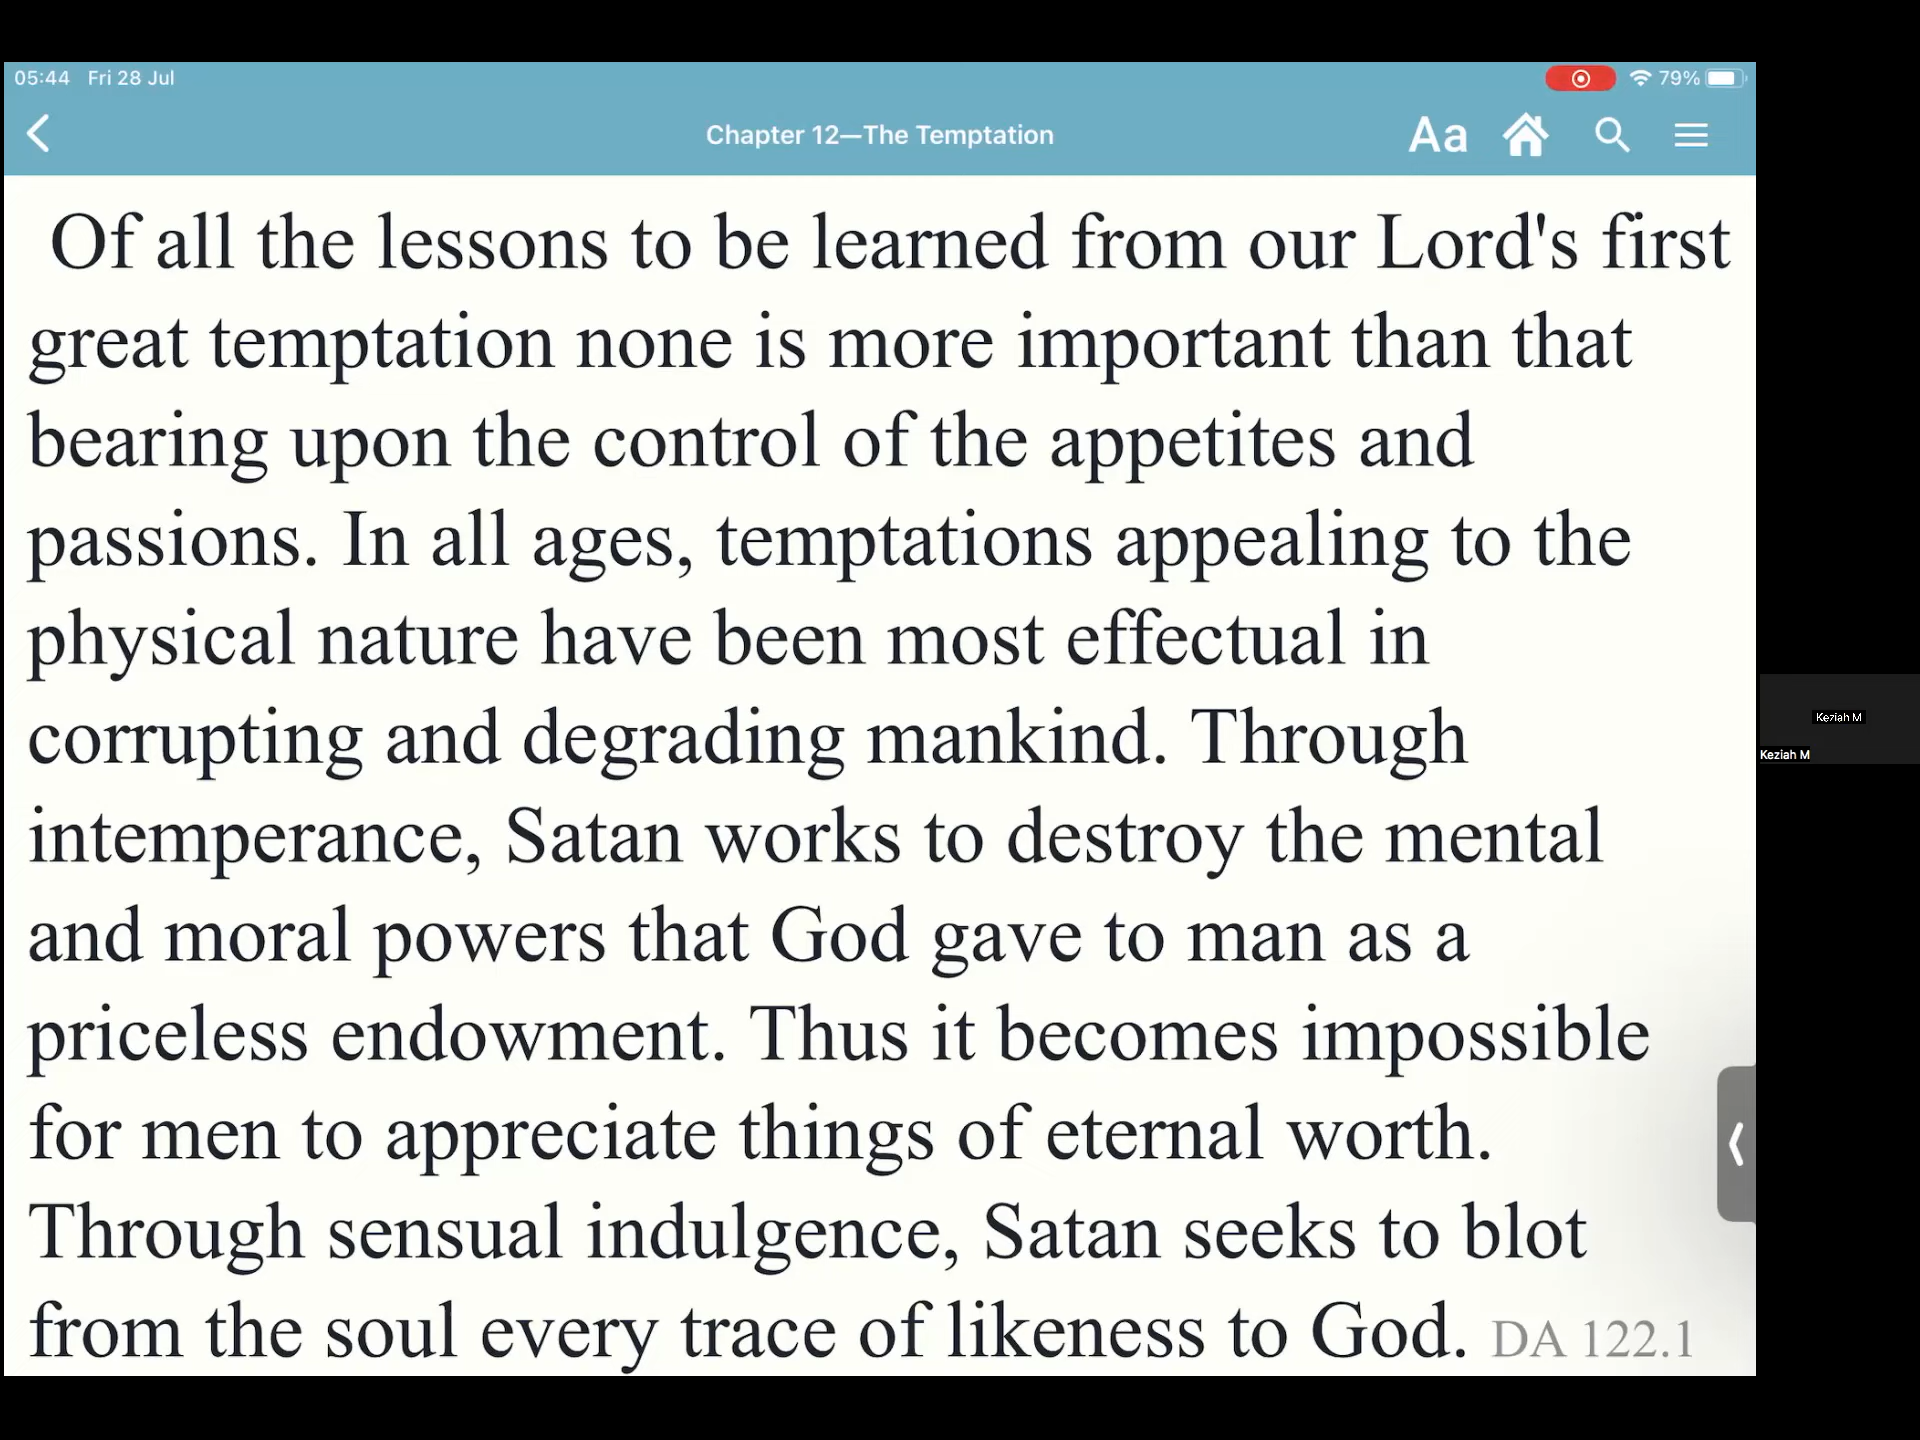 05:44 Fri 28 Jul 79%
Chapter 12—The Temptation Aa
Of all the lessons to be learned from our Lord's first
great temptation none is more important than that
bearing upon the control of the appetites and
passions. In all ages, temptations appealing to the
physical nature have been most effectual in
corrupting and degrading mankind. Through
intemperance, Satan works to destroy the mental
and moral powers that God gave to man as a
priceless endowment. Thus it becomes impossible
for men to appreciate things of eternal worth.
Through sensual indulgence, Satan seeks to blot
from the soul every trace of likeness to God. DA 122.1
Keziah M
Keziah M